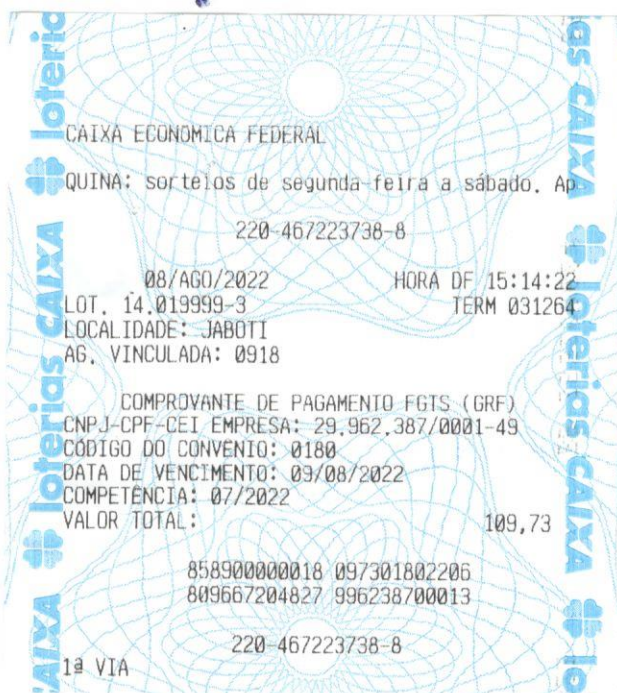 CAIXA ECONOMICA FEDERAL
QUINA: sorteios de segunda-feira a sábado. Ap
220-467223738-8
08/AGO/2022 HORA DF 15:14:22
LOT. 14.019999-3 TERM 031264
LOCALIDADE: JABOTI
AG. VINCULADA: 0918
COMPROVANTE DE PAGAMENTO FGTS (GRF)
CNPJ-CPF-CEI EMPRESA: 29.962.387/0001-49
CÓDIGO DO CONVENIO: 0180
DATA DE VENCIMENTO: 09/08/2022
COMPETÊNCIA: 07/2022
VALOR TOTAL: 109,73
858900000018 097301802206
809667204827 996238700013
220-467223738-8
1ª VIA
loterias CAIXA
loterias CAIXA